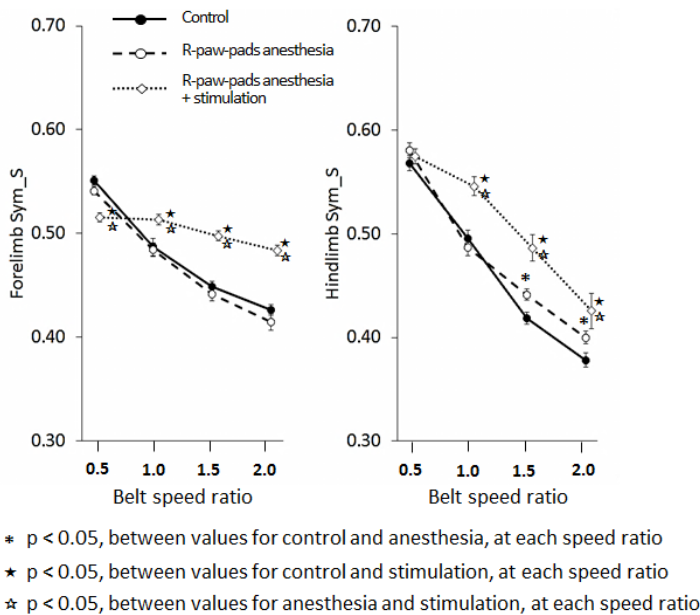 Control
R-paw-pads anesthesia
R-paw-pads anesthesia
+ stimulation
Forelimb Sym_S
0.70
0.60
0.50
0.40
0.30
0.5 1.0 1.5 2.0
Belt speed ratio
Hindlimb Sym_S
0.70
0.60
0.50
0.40
0.30
0.5 1.0 1.5 2.0
Belt speed ratio
* p < 0.05, between values for control and anesthesia, at each speed ratio
★ p < 0.05, between values for control and stimulation, at each speed ratio
☆ p < 0.05, between values for anesthesia and stimulation, at each speed ratio